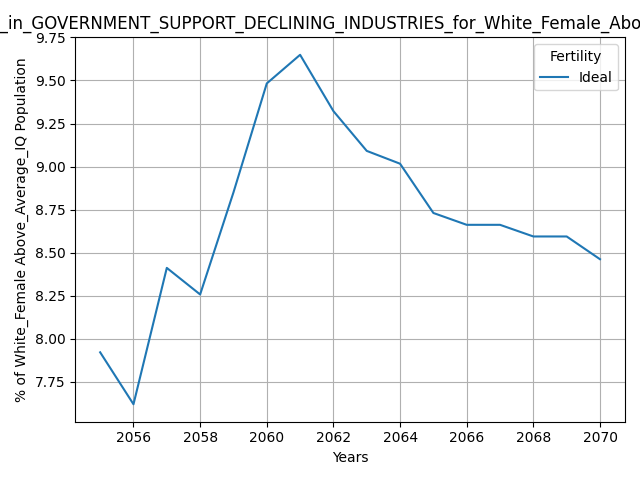 _in_GOVERNMENT_SUPPORT_DECLINING_INDUSTRIES_for_White_Female_Abo
Fertility
Ideal
% of White_Female Above_Average_IQ Population
9.75
9.50
9.25
9.00
8.75
8.50
8.25
8.00
7.75
2056 2058 2060 2062 2064 2066 2068 2070
Years